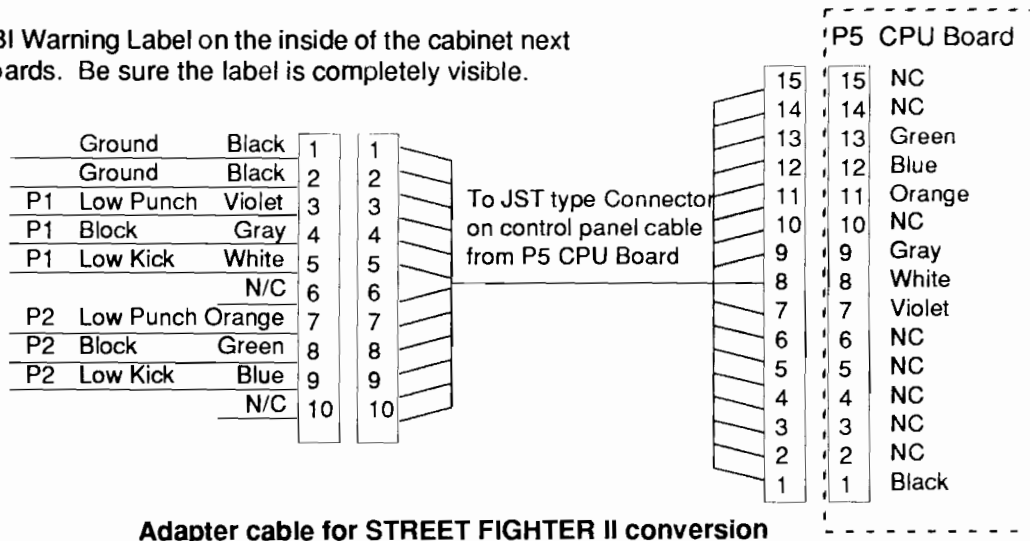 BI Warning Label on the inside of the cabinet next
ards. Be sure the label is completely visible.
P5 CPU Board
Ground Black 1 1
Ground Black 2 2
P1 Low Punch Violet 3 3
P1 Block Gray 4 4
P1 Low Kick White 5 5
N/C 6 6
P2 Low Punch Orange 7 7
P2 Block Green 8 8
P2 Low Kick Blue 9 9
N/C 10 10
To JST type Connector
on control panel cable
from P5 CPU Board
15 15 NC
14 14 NC
13 13 Green
12 12 Blue
11 11 Orange
10 10 NC
9 9 Gray
8 8 White
7 7 Violet
6 6 NC
5 5 NC
4 4 NC
3 3 NC
2 2 NC
1 1 Black
Adapter cable for STREET FIGHTER II conversion